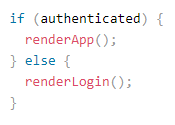 if (authenticated) {
  renderApp();
} else {
  renderLogin();
}